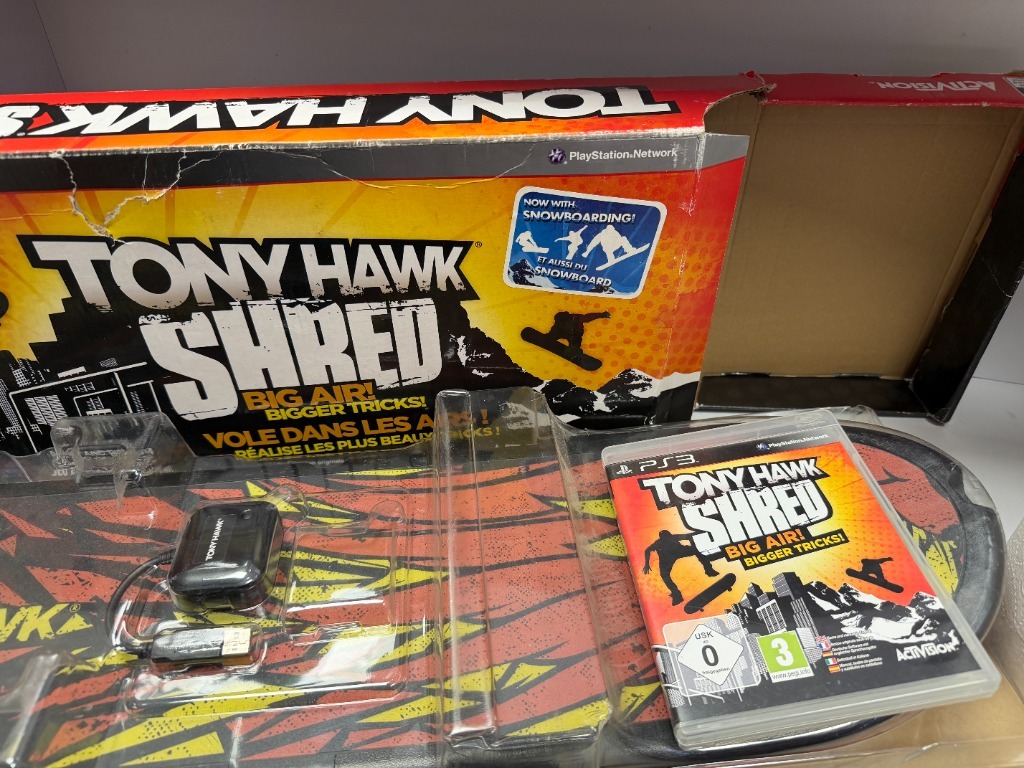 TONY HAWK
ACTIVISION
PlayStation®Network
NOW WITH
SNOWBOARDING!
ET AUSSI DU
SNOWBOARD
TONY HAWK®
SHRED
BIG AIR!
BIGGER TRICKS!
VOLE DANS LES AIRS !
RÉALISE LES PLUS BEAUX TRICKS !
TONY HAWK
PlayStation®Network
PS3
TONY HAWK
SHRED
BIG AIR!
BIGGER TRICKS!
USK
ab
0
freigegeben
3
www.pegi.info
ACTIVISION